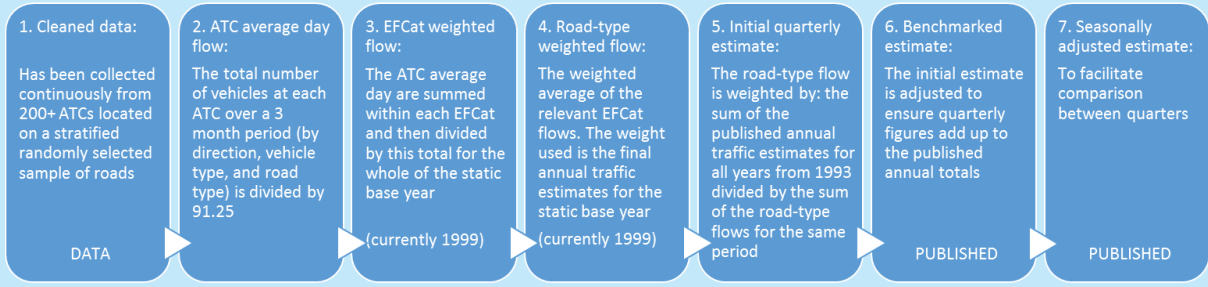 1. Cleaned data:
Has been collected
continuously from
200+ ATCs located
on a stratified
randomly selected
sample of roads
DATA
2. ATC average day
flow:
The total number
of vehicles at each
ATC over a 3
month period (by
direction, vehicle
type, and road
type) is divided by
91.25
3. EFCat weighted
flow:
The ATC average
day are summed
within each EFCat
and then divided
by this total for the
whole of the static
base year
(currently 1999)
4. Road-type
weighted flow:
The weighted
average of the
relevant EFCat
flows. The weight
used is the final
annual traffic
estimates for the
static base year
(currently 1999)
5. Initial quarterly
estimate:
The road-type flow
is weighted by: the
sum of the
published annual
traffic estimates for
all years from 1993
divided by the sum
of the road-type
flows for the same
period
6. Benchmarked
estimate:
The initial estimate
is adjusted to
ensure quarterly
figures add up to
the published
annual totals
PUBLISHED
7. Seasonally
adjusted estimate:
To facilitate
comparison
between quarters
PUBLISHED